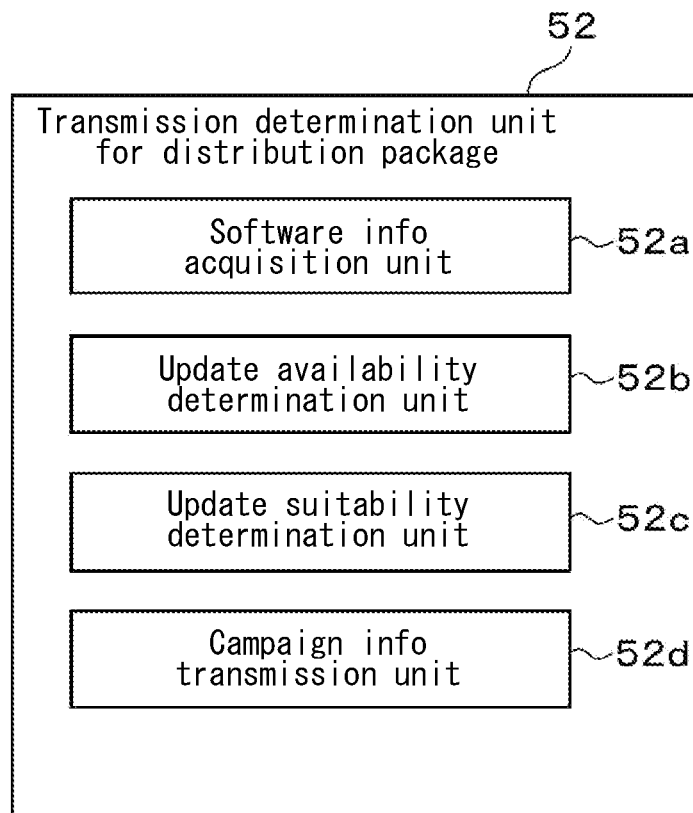 52
Transmission determination unit
for distribution package
Software info
acquisition unit
52a
Update availability
determination unit
52b
Update suitability
determination unit
52c
Campaign info
transmission unit
52d